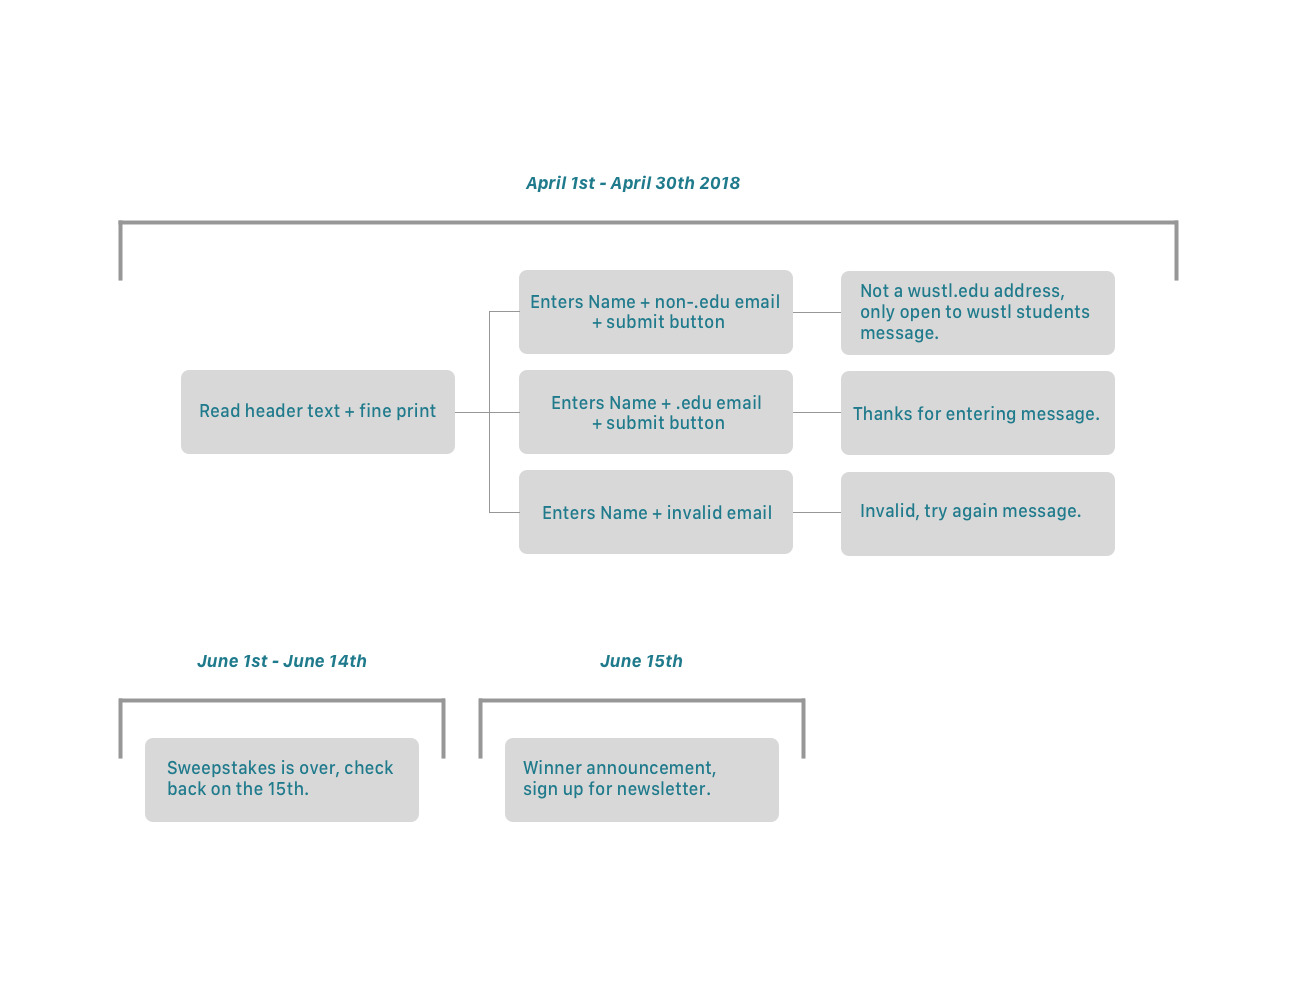 April 1st - April 30th 2018
Read header text + fine print
Enters Name + non-.edu email
+ submit button
Not a wustl.edu address,
only open to wustl students
message.
Enters Name + .edu email
+ submit button
Thanks for entering message.
Enters Name + invalid email
Invalid, try again message.
June 1st - June 14th
Sweepstakes is over, check
back on the 15th.
June 15th
Winner announcement,
sign up for newsletter.